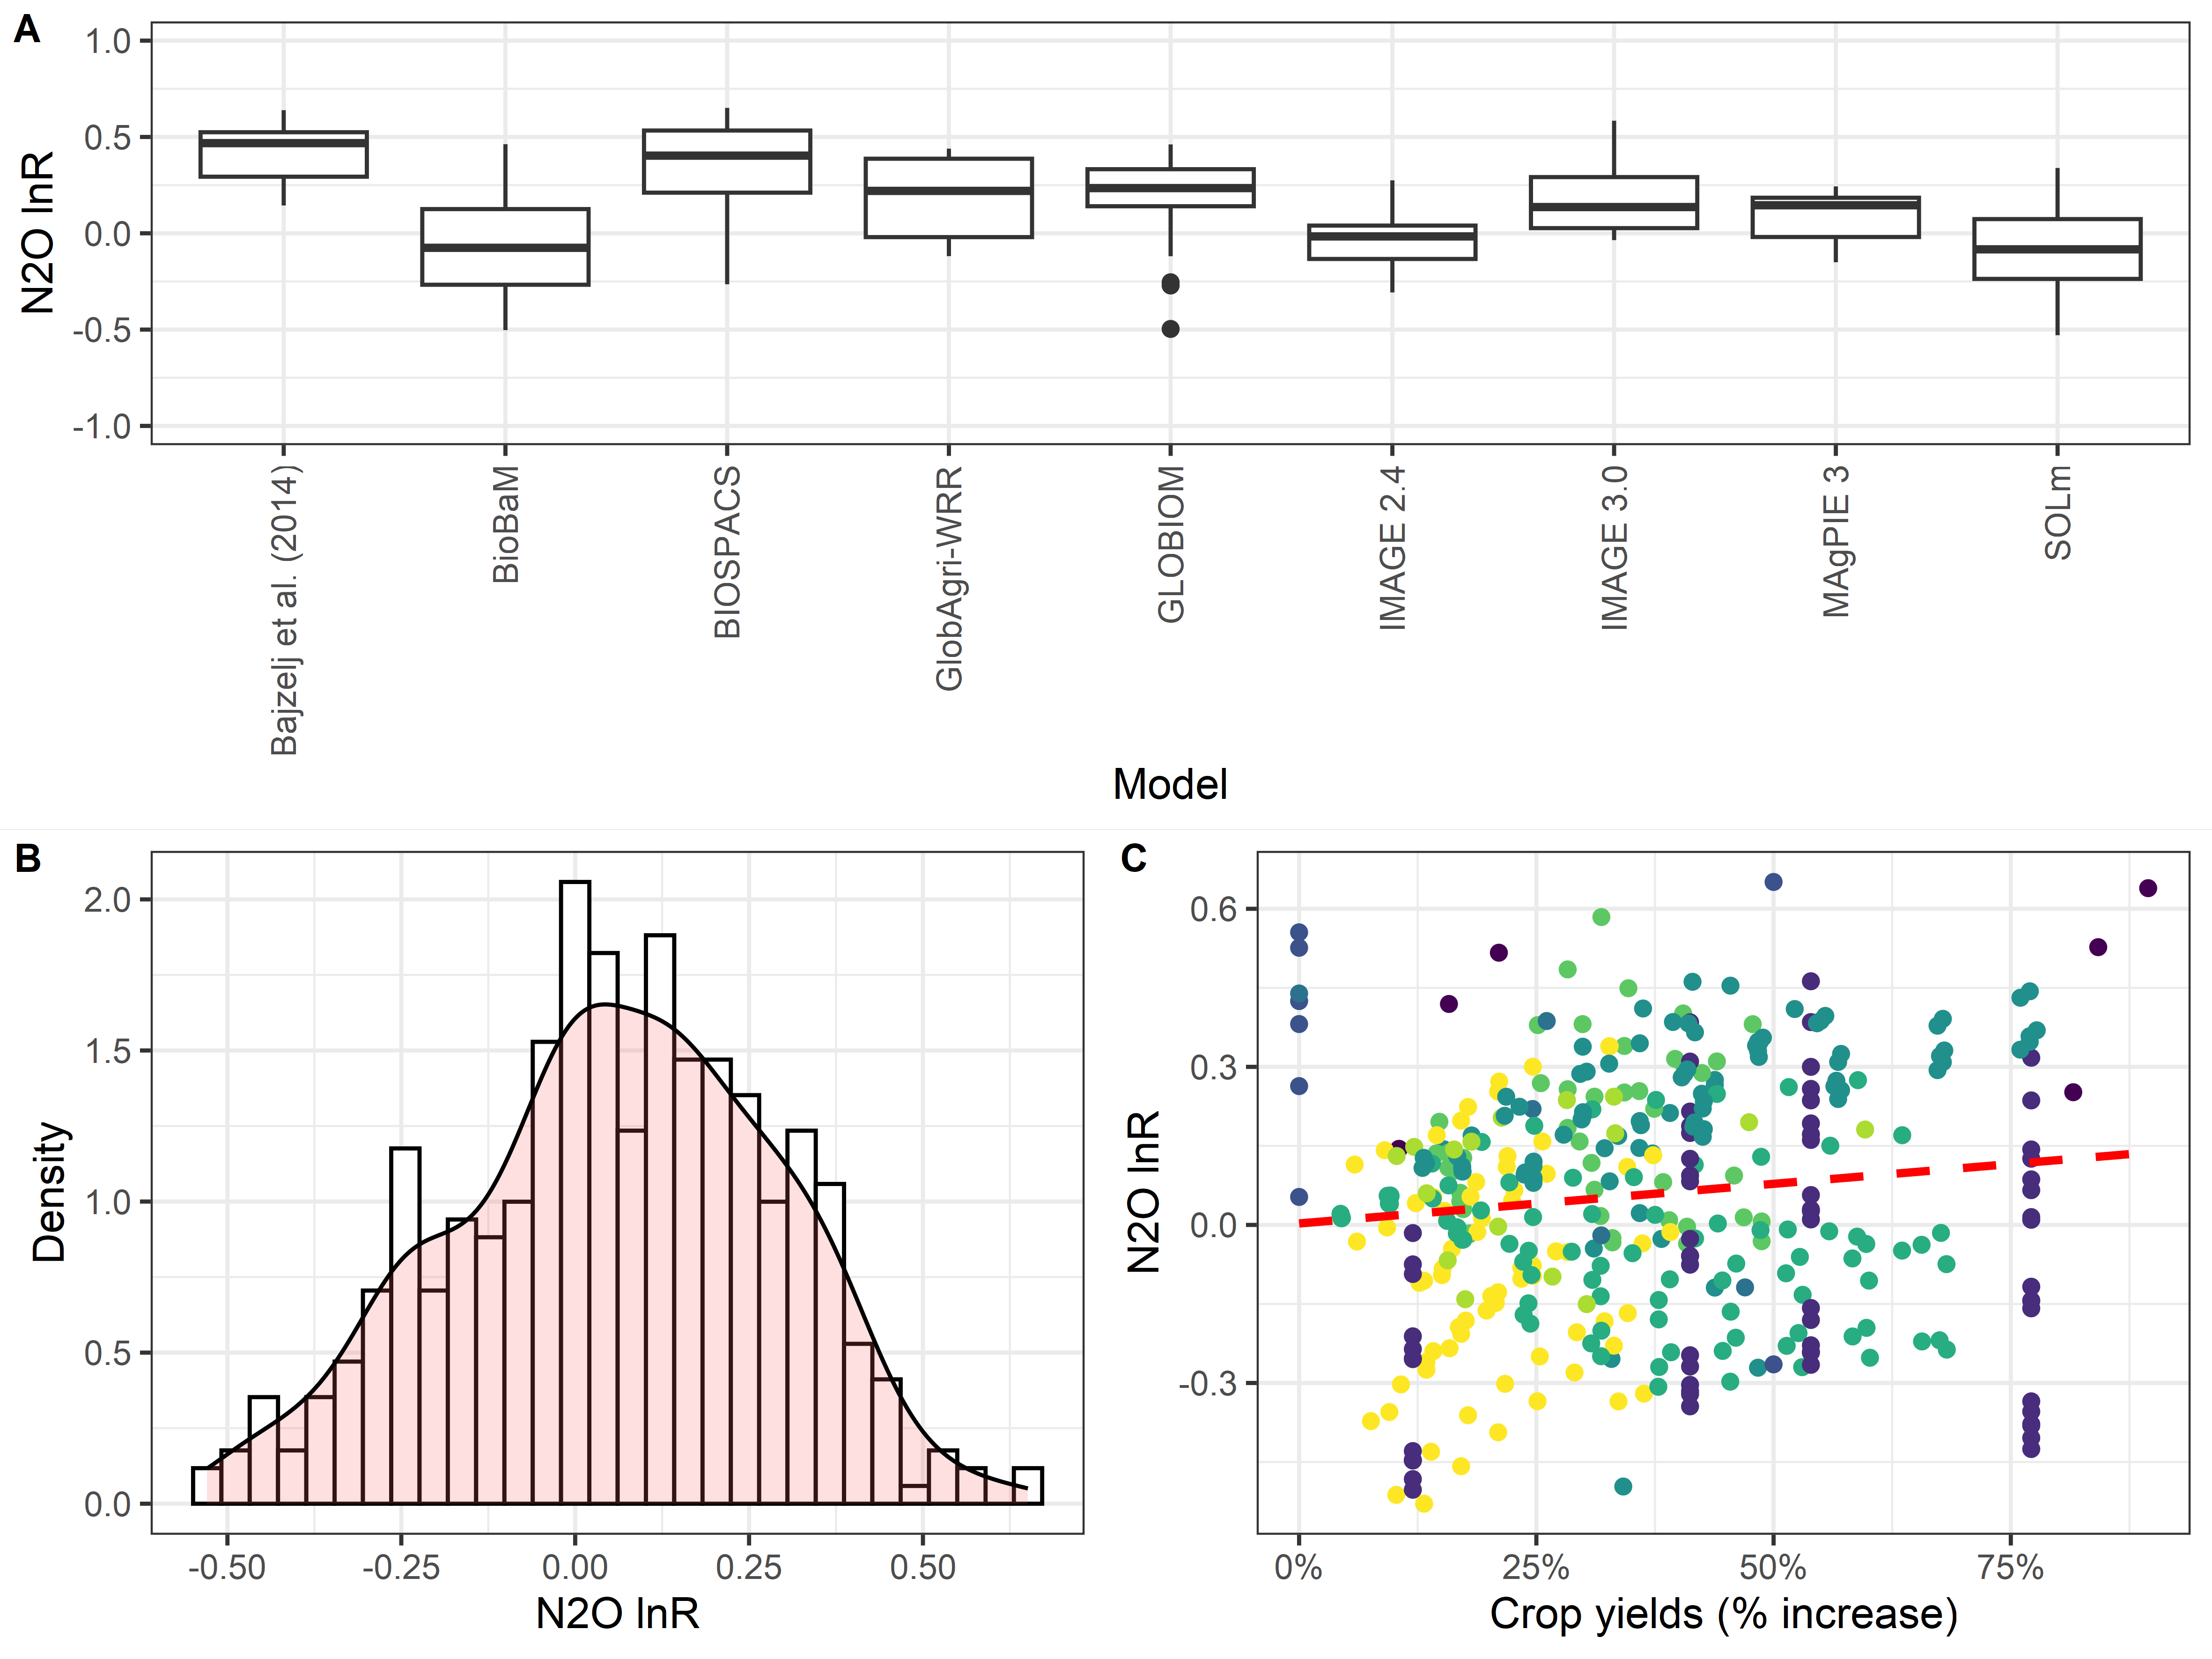 A
N2O lnR
1.0
0.5
0.0
-0.5
-1.0
Bajzelj et al. (2014)
BioBaM
BIOSPACS
GlobAgri-WRR
GLOBIOM
IMAGE 2.4
IMAGE 3.0
MAgPIE 3
SOLm
Model
B
Density
2.0
1.5
1.0
0.5
0.0
-0.50
-0.25
0.00
0.25
0.50
N2O lnR
C
N2O lnR
0.6
0.3
0.0
-0.3
0%
25%
50%
75%
Crop yields (% increase)